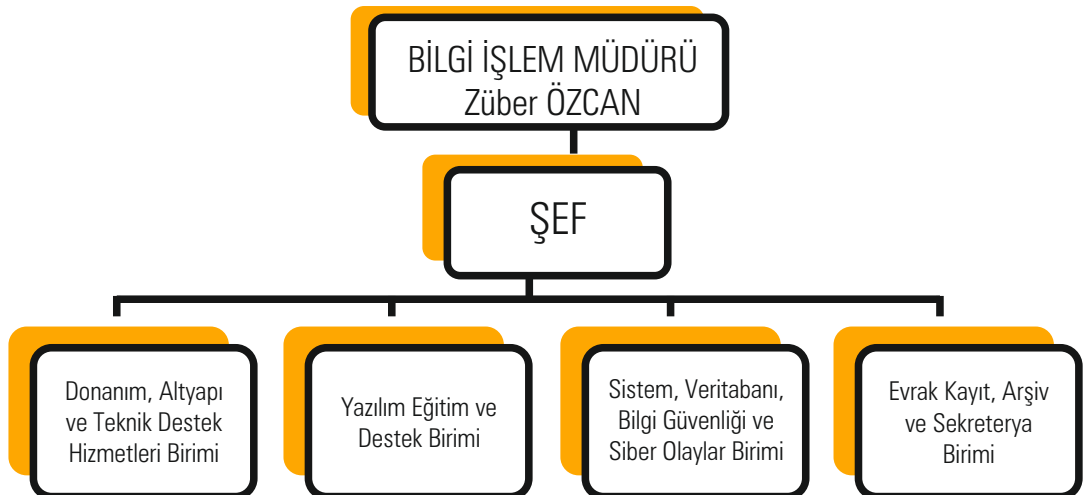 BİLGİ İŞLEM MÜDÜRÜ
Züber ÖZCAN
ŞEF
Donanım, Altyapı
ve Teknik Destek
Hizmetleri Birimi
Yazılım Eğitim ve
Destek Birimi
Sistem, Veritabanı,
Bilgi Güvenliği ve
Siber Olaylar Birimi
Evrak Kayıt, Arşiv
ve Sekreterya
Birimi